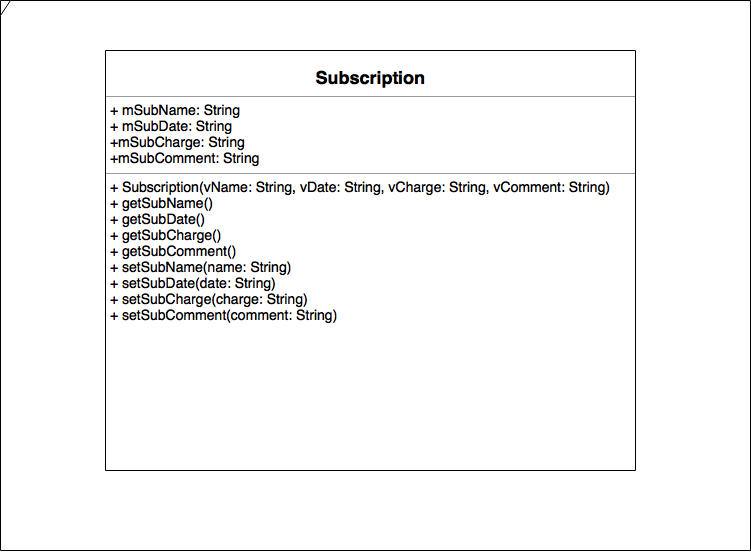 Subscription
+ mSubName: String
+ mSubDate: String
+mSubCharge: String
+mSubComment: String
+ Subscription(vName: String, vDate: String, vCharge: String, vComment: String)
+ getSubName()
+ getSubDate()
+ getSubCharge()
+ getSubComment()
+ setSubName(name: String)
+ setSubDate(date: String)
+ setSubCharge(charge: String)
+ setSubComment(comment: String)